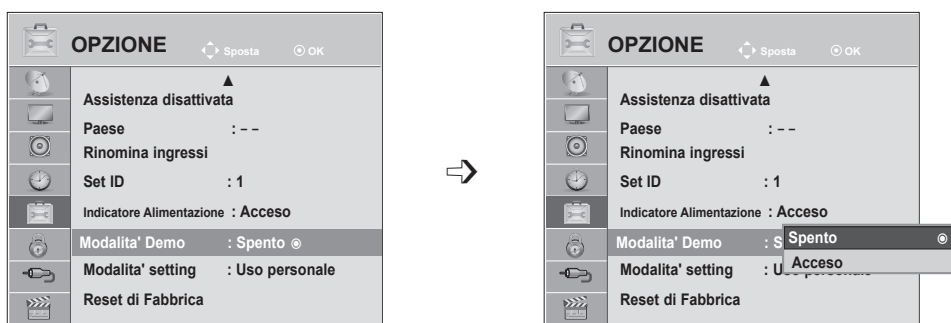 OPZIONE Sposta OK
Assistenza disattivata
Paese : – –
Rinomina ingressi
Set ID : 1
Indicatore Alimentazione : Acceso
Modalita' Demo : Spento
Modalita' setting : Uso personale
Reset di Fabbrica
OPZIONE Sposta OK
Assistenza disattivata
Paese : – –
Rinomina ingressi
Set ID : 1
Indicatore Alimentazione : Acceso
Modalita' Demo : S
Spento
Acceso
Modalita' setting : Uso personale
Reset di Fabbrica